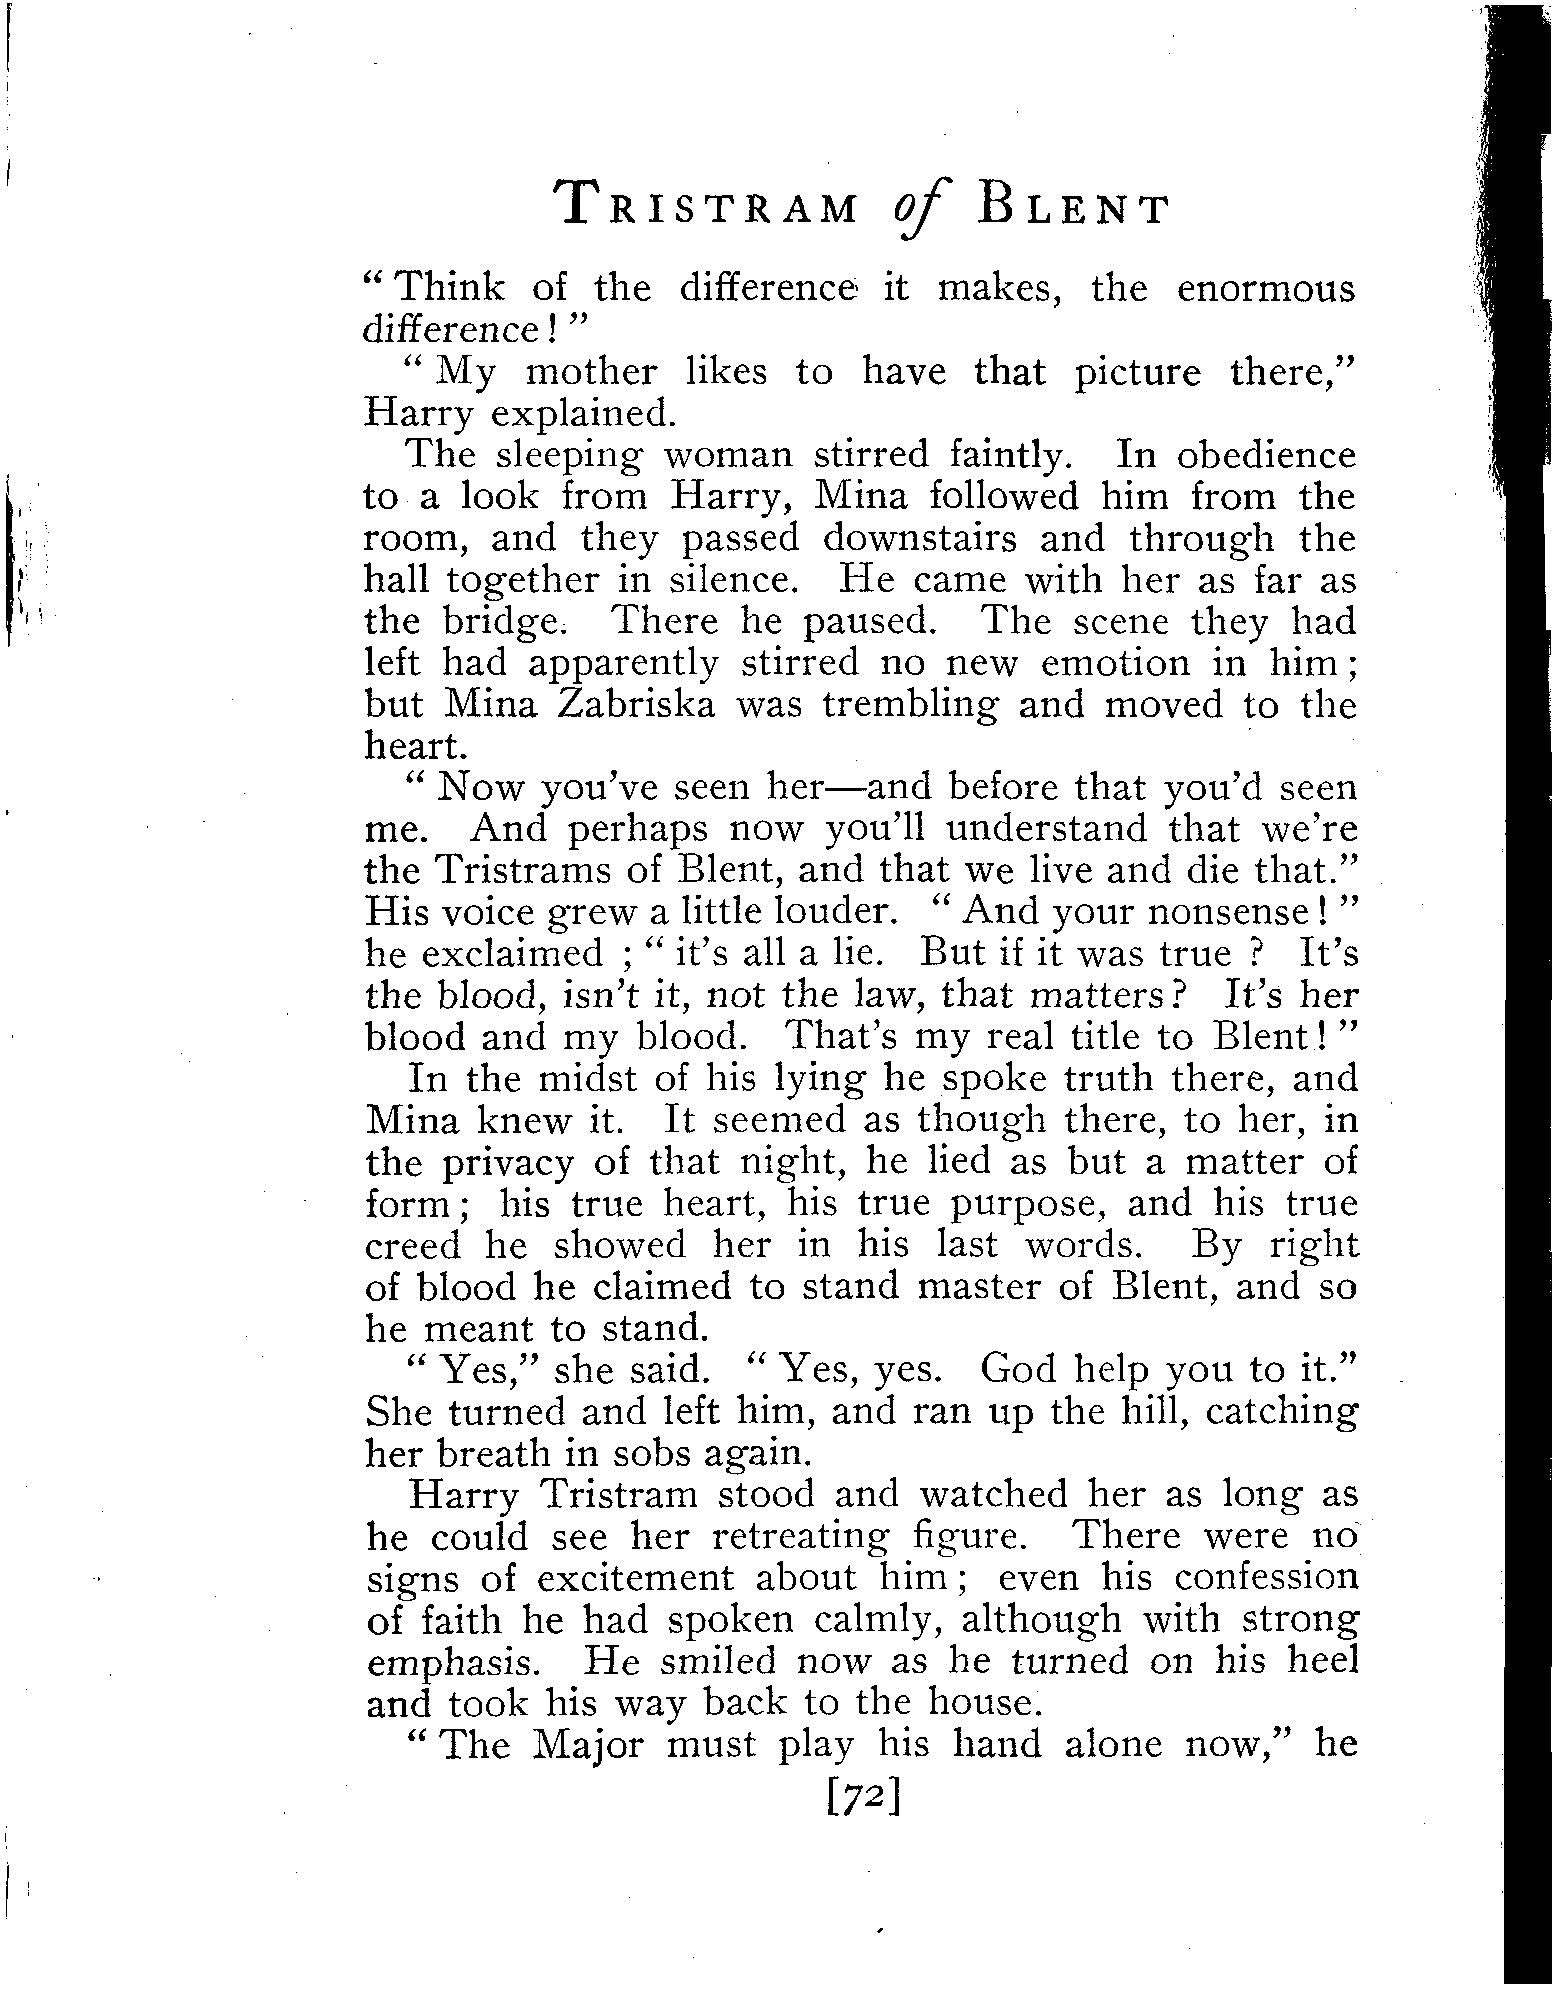 TRISTRAM of BLENT
“ Think of the difference it makes, the enormous
difference ! ”
“ My mother likes to have that picture there,”
Harry explained.
The sleeping woman stirred faintly. In obedience
to a look from Harry, Mina followed him from the
room, and they passed downstairs and through the
hall together in silence. He came with her as far as
the bridge. There he paused. The scene they had
left had apparently stirred no new emotion in him ;
but Mina Zabriska was trembling and moved to the
heart.
“ Now you’ve seen her—and before that you’d seen
me. And perhaps now you’ll understand that we’re
the Tristrams of Blent, and that we live and die that.”
His voice grew a little louder. “ And your nonsense ! ”
he exclaimed ; “ it’s all a lie. But if it was true ? It’s
the blood, isn’t it, not the law, that matters ? It’s her
blood and my blood. That’s my real title to Blent ! ”
In the midst of his lying he spoke truth there, and
Mina knew it. It seemed as though there, to her, in
the privacy of that night, he lied as but a matter of
form ; his true heart, his true purpose, and his true
creed he showed her in his last words. By right
of blood he claimed to stand master of Blent, and so
he meant to stand.
“ Yes,” she said. “ Yes, yes. God help you to it.”
She turned and left him, and ran up the hill, catching
her breath in sobs again.
Harry Tristram stood and watched her as long as
he could see her retreating figure. There were no
signs of excitement about him ; even his confession
of faith he had spoken calmly, although with strong
emphasis. He smiled now as he turned on his heel
and took his way back to the house.
“ The Major must play his hand alone now,” he
[72]